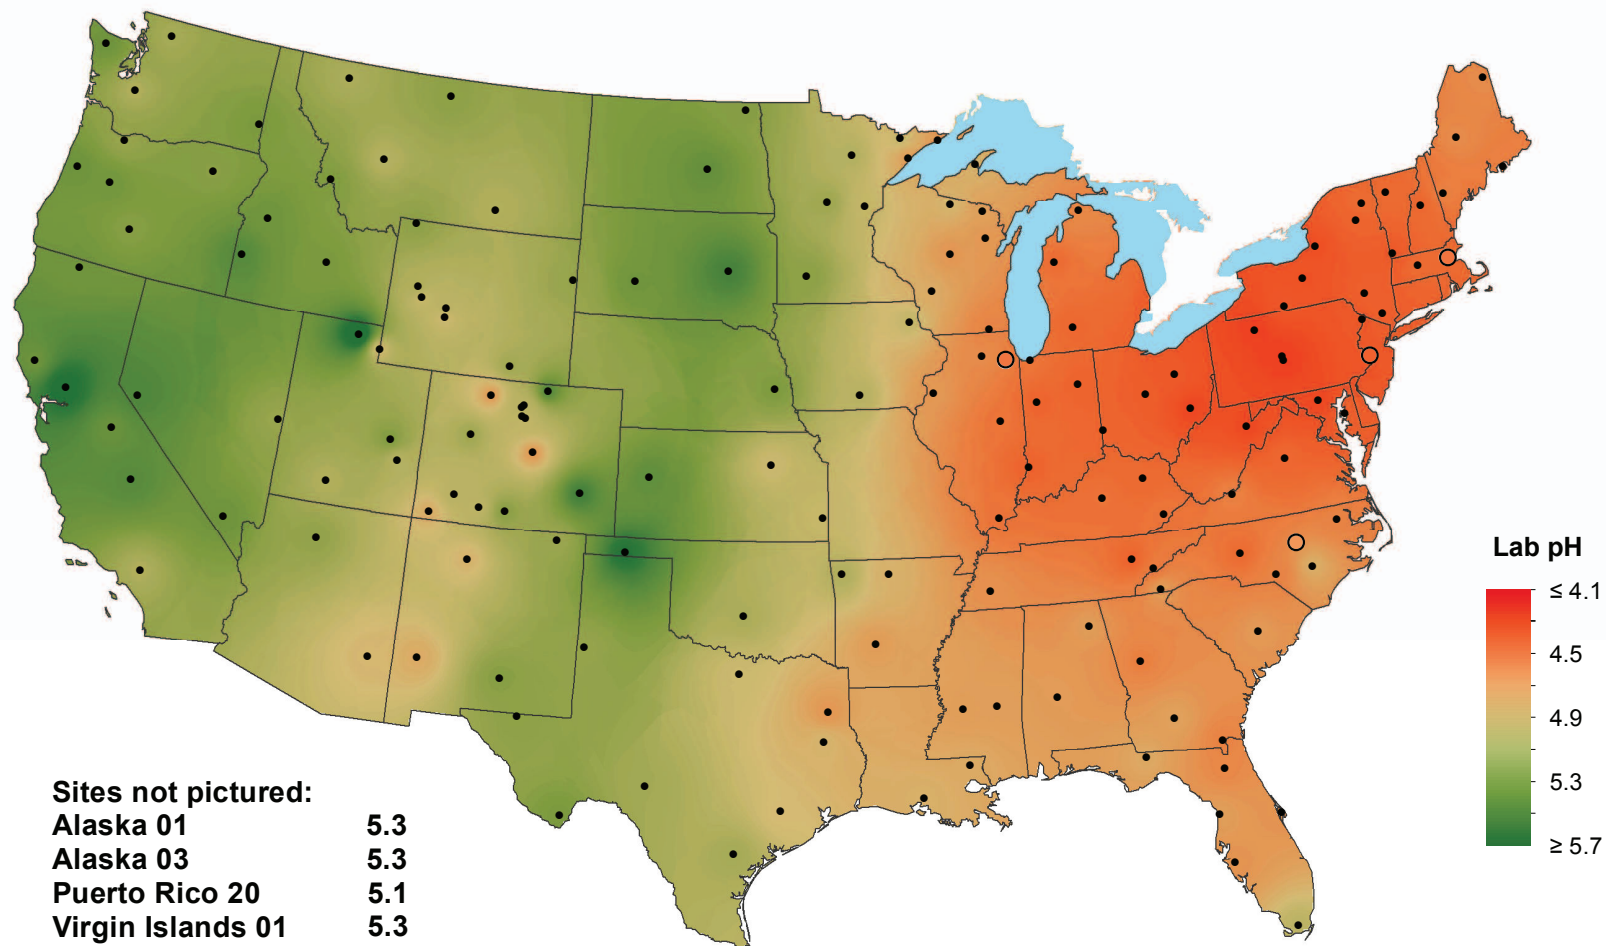 Lab pH
≤ 4.1
4.5
4.9
5.3
≥ 5.7
Sites not pictured:
Alaska 01 5.3
Alaska 03 5.3
Puerto Rico 20 5.1
Virgin Islands 01 5.3